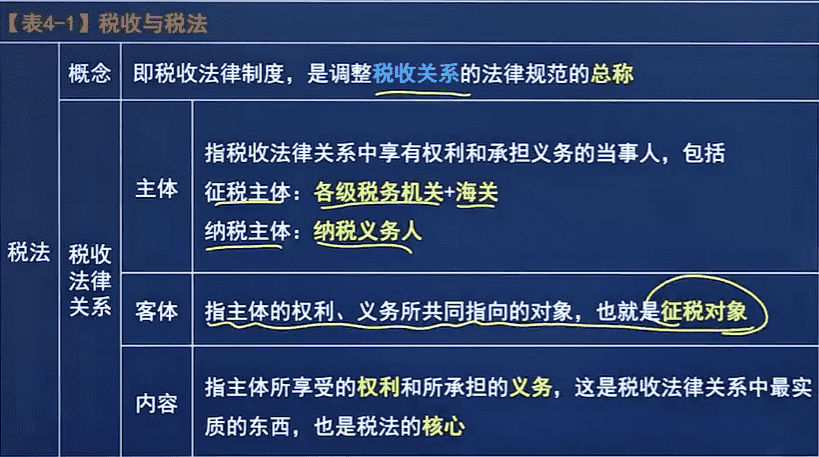 【表4-1】税收与税法
概念
即税收法律制度，是调整税收关系的法律规范的总称
主体
指税收法律关系中享有权利和承担义务的当事人，包括
征税主体：各级税务机关+海关
纳税主体：纳税义务人
税法
税收
法律
关系
客体
指主体的权利、义务所共同指向的对象，也就是征税对象
内容
指主体所享受的权利和所承担的义务，这是税收法律关系中最实
质的东西，也是税法的核心